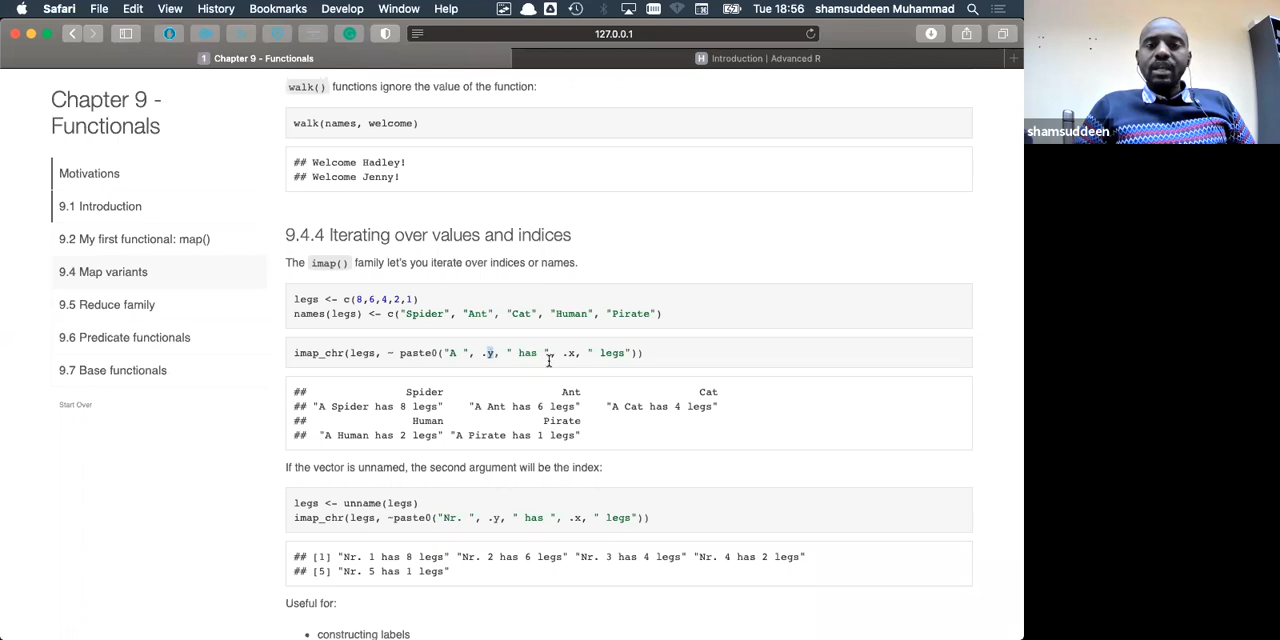 Safari File Edit View History Bookmarks Develop Window Help Tue 18:56 shamsuddeen Muhammad
127.0.0.1
1 Chapter 9 - Functionals
H Introduction | Advanced R
Chapter 9 -
Functionals
Motivations
9.1 Introduction
9.2 My first functional: map()
9.4 Map variants
9.5 Reduce family
9.6 Predicate functionals
9.7 Base functionals
Start Over
walk() functions ignore the value of the function:
walk(names, welcome)
## Welcome Hadley!
## Welcome Jenny!
9.4.4 Iterating over values and indices
The imap() family let's you iterate over indices or names.
legs <- c(8,6,4,2,1)
names(legs) <- c("Spider", "Ant", "Cat", "Human", "Pirate")
imap_chr(legs, ~ paste0("A ", .y, " has ", .x, " legs"))
## Spider Ant Cat
## "A Spider has 8 legs" "A Ant has 6 legs" "A Cat has 4 legs"
## Human Pirate
## "A Human has 2 legs" "A Pirate has 1 legs"
If the vector is unnamed, the second argument will be the index:
legs <- unname(legs)
imap_chr(legs, ~paste0("Nr. ", .y, " has ", .x, " legs"))
## [1] "Nr. 1 has 8 legs" "Nr. 2 has 6 legs" "Nr. 3 has 4 legs" "Nr. 4 has 2 legs"
## [5] "Nr. 5 has 1 legs"
Useful for:
• constructing labels
shamsuddeen